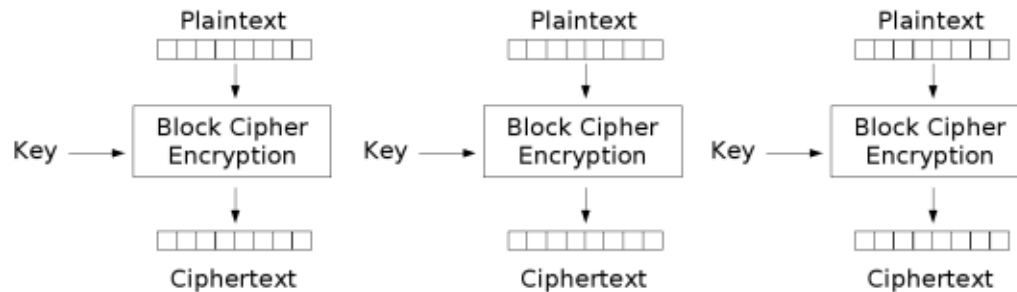 Plaintext
Plaintext
Plaintext
Key
Block Cipher
Encryption
Key
Block Cipher
Encryption
Key
Block Cipher
Encryption
Ciphertext
Ciphertext
Ciphertext